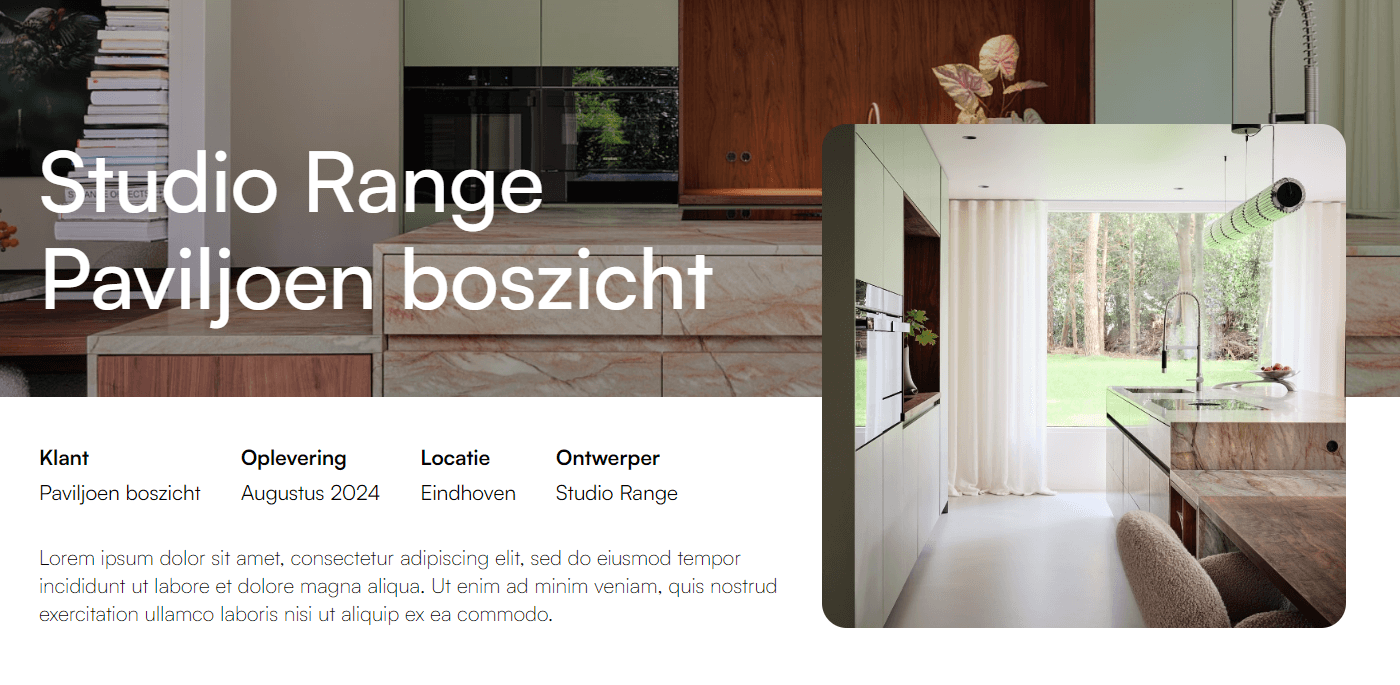 Studio Range
Paviljoen boszicht
Klant
Paviljoen boszicht
Oplevering
Augustus 2024
Locatie
Eindhoven
Ontwerper
Studio Range
Lorem ipsum dolor sit amet, consectetur adipiscing elit, sed do eiusmod tempor
incididunt ut labore et dolore magna aliqua. Ut enim ad minim veniam, quis nostrud
exercitation ullamco laboris nisi ut aliquip ex ea commodo.